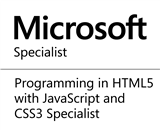 Microsoft
Specialist
Programming in HTML5
with JavaScript and
CSS3 Specialist